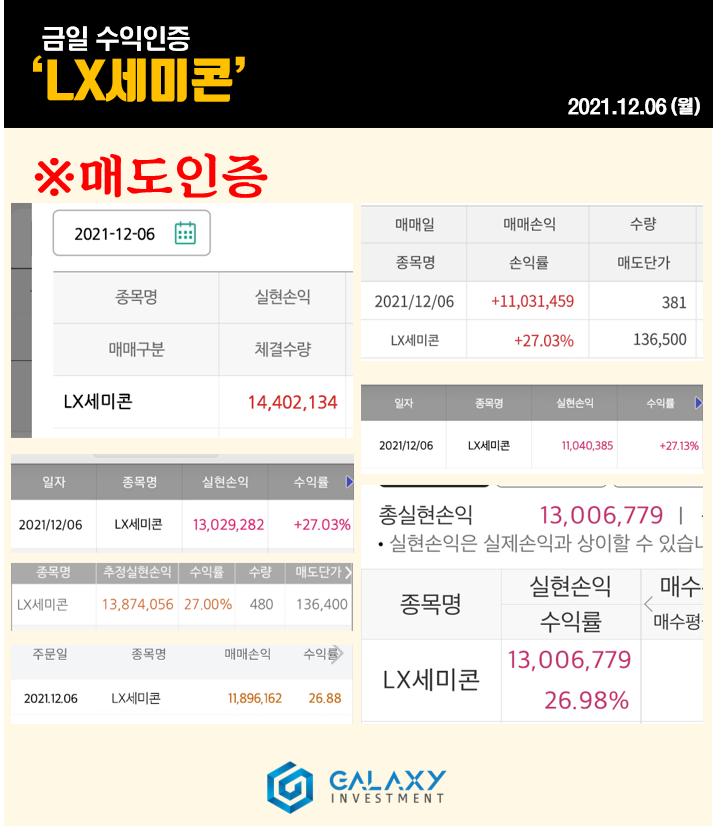 금일 수익인증
‘LX세미콘’
2021.12.06 (월)
※매도인증
2021-12-06
종목명 실현손익
매매구분 체결수량
LX세미콘 14,402,134
매매일 매매손익 수량
종목명 손익률 매도단가
2021/12/06 +11,031,459 381
LX세미콘 +27.03% 136,500
일자 종목명 실현손익 수익률
2021/12/06 LX세미콘 11,040,385 +27.13%
일자 종목명 실현손익 수익률
2021/12/06 LX세미콘 13,029,282 +27.03%
종목명 추정실현손익 수익률 수량 매도단가
LX세미콘 13,874,056 27.00% 480 136,400
주문일 종목명 매매손익 수익률
2021.12.06 LX세미콘 11,896,162 26.88
총실현손익 13,006,779 |
• 실현손익은 실제손익과 상이할 수 있습니
종목명 실현손익 매수
수익률 매수평
LX세미콘 13,006,779
26.98%
GALAXY
INVESTMENT